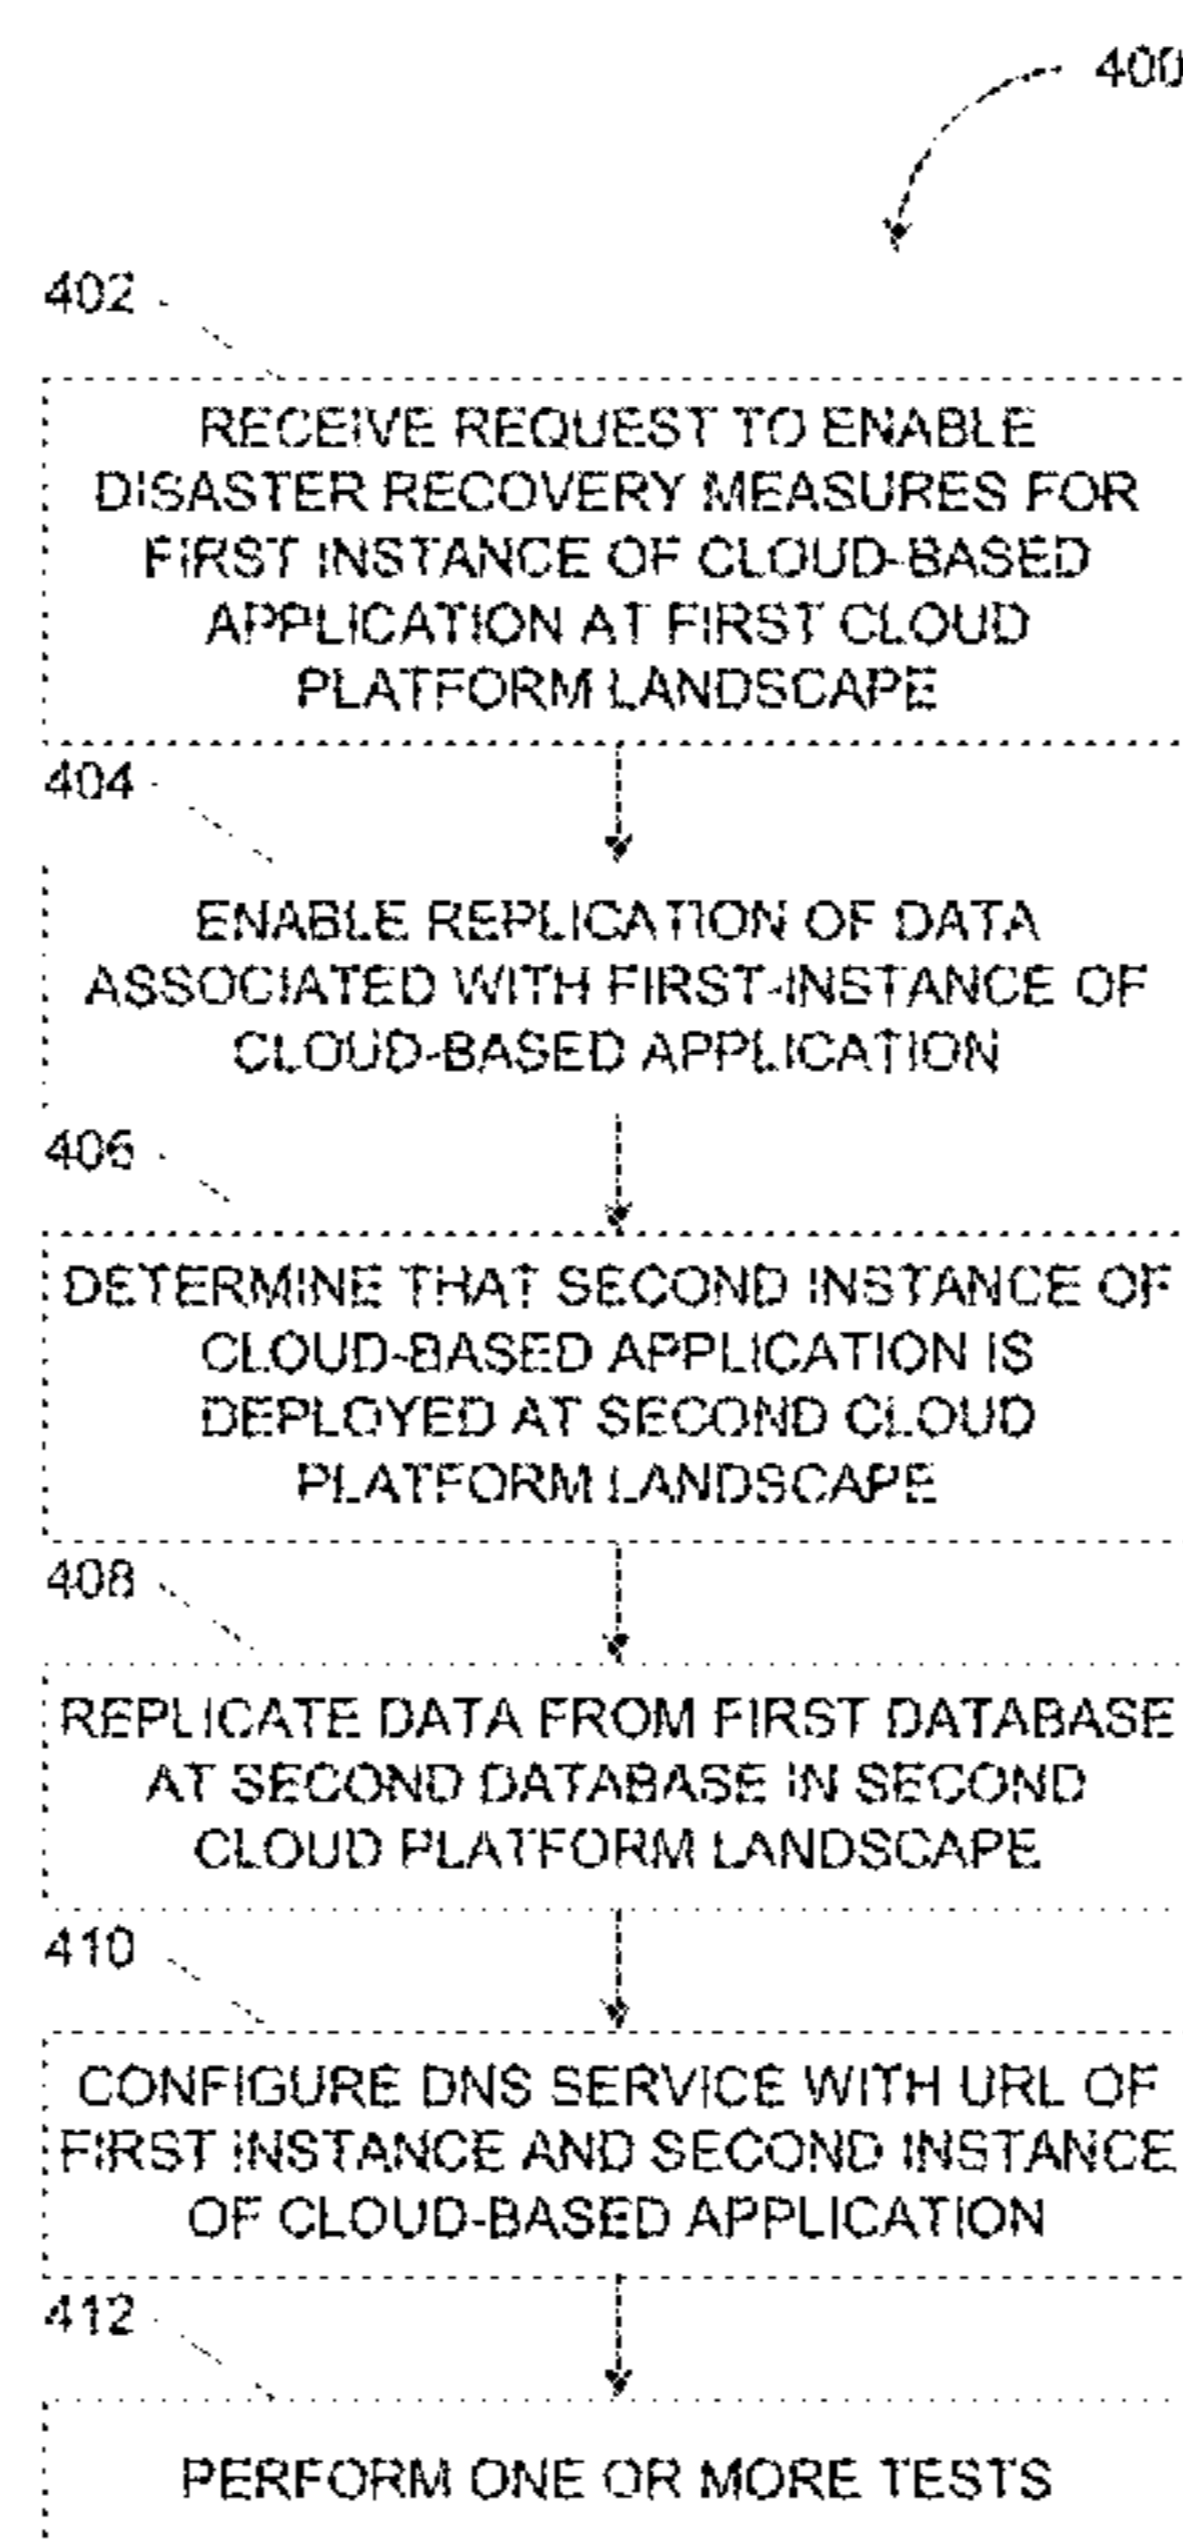 400
402
RECEIVE REQUEST TO ENABLE
DISASTER RECOVERY MEASURES FOR
FIRST INSTANCE OF CLOUD-BASED
APPLICATION AT FIRST CLOUD
PLATFORM LANDSCAPE
404
ENABLE REPLICATION OF DATA
ASSOCIATED WITH FIRST-INSTANCE OF
CLOUD-BASED APPLICATION
406
DETERMINE THAT SECOND INSTANCE OF
CLOUD-BASED APPLICATION IS
DEPLOYED AT SECOND CLOUD
PLATFORM LANDSCAPE
408
REPLICATE DATA FROM FIRST DATABASE
AT SECOND DATABASE IN SECOND
CLOUD PLATFORM LANDSCAPE
410
CONFIGURE DNS SERVICE WITH URL OF
FIRST INSTANCE AND SECOND INSTANCE
OF CLOUD-BASED APPLICATION
412
PERFORM ONE OR MORE TESTS